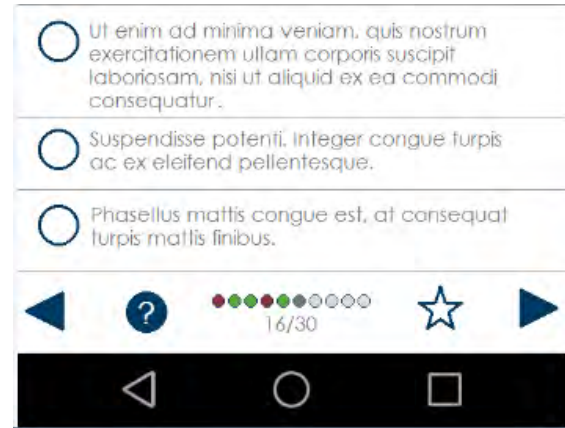 Ut enim ad minima veniam, quis nostrum
exercitationem ullam corporis suscipit
laboriosam, nisi ut aliquid ex ea commodi
consequatur.
Suspendisse potenti. Integer congue turpis
ac ex eleifend pellentesque.
Phasellus mattis congue est, at consequat
turpis mattis finibus.
?
16/30